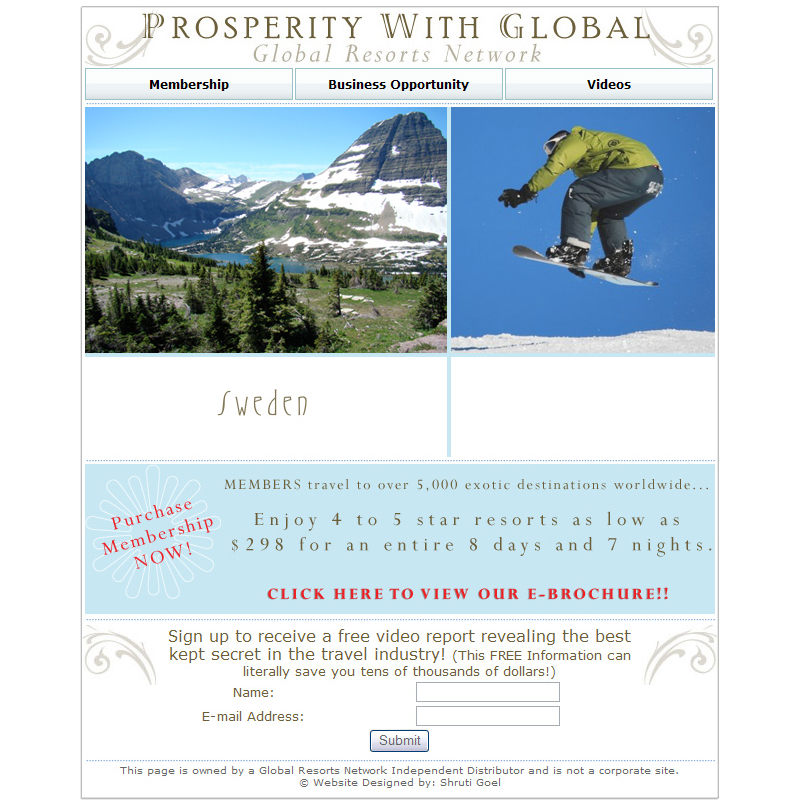 Prosperity With Global
Global Resorts Network
Membership
Business Opportunity
Videos
Sweden
Purchase
Membership
NOW!
MEMBERS travel to over 5,000 exotic destinations worldwide...
Enjoy 4 to 5 star resorts as low as
$298 for an entire 8 days and 7 nights.
CLICK HERE TO VIEW OUR E-BROCHURE!!
Sign up to receive a free video report revealing the best
kept secret in the travel industry! (This FREE Information can
literally save you tens of thousands of dollars!)
Name:
E-mail Address:
Submit
This page is owned by a Global Resorts Network Independent Distributor and is not a corporate site.
© Website Designed by: Shruti Goel